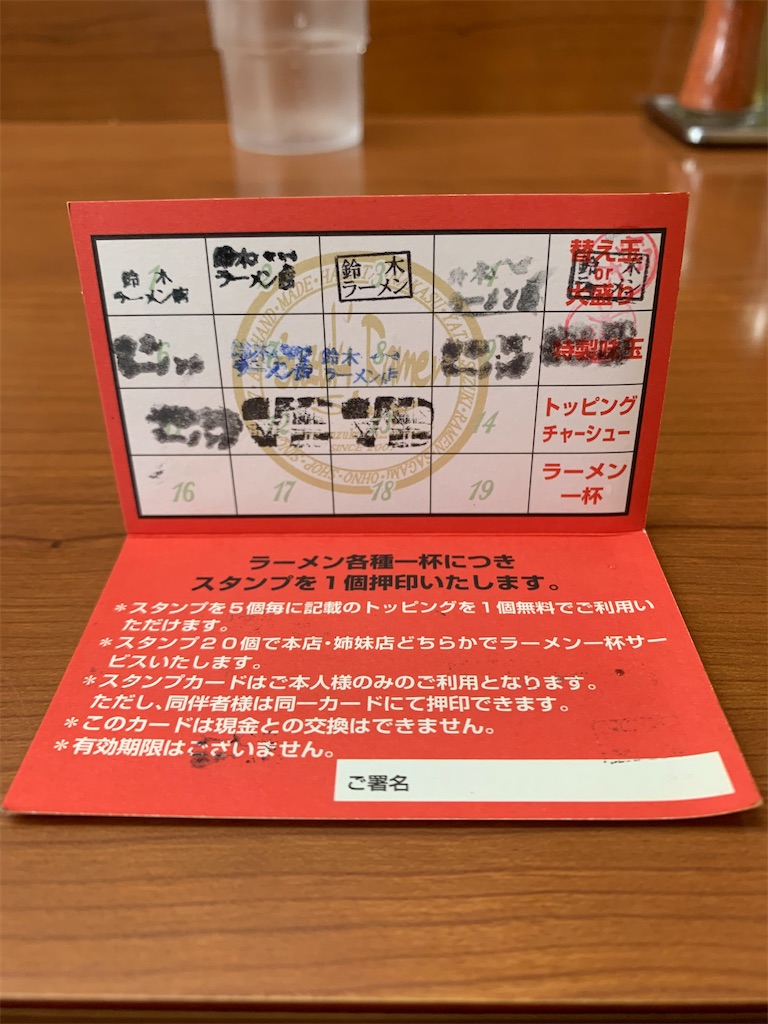 鈴木
ラーメン店
ラーメン店
鈴木
ラーメン
替え玉
or
大盛り
鈴木
特製味玉
鈴木
ラーメン店
14
トッピング
チャーシュー
16
17
18
19
ラーメン
一杯
ラーメン各種一杯につき
スタンプを1個押印いたします。
＊スタンプを5個毎に記載のトッピングを1個無料でご利用い
ただけます。
＊スタンプ20個で本店・姉妹店どちらかでラーメン一杯サー
ビスいたします。
＊スタンプカードはご本人様のみのご利用となります。
ただし、同伴者様は同一カードにて押印できます。
＊このカードは現金との交換はできません。
＊有効期限はございません。
ご署名